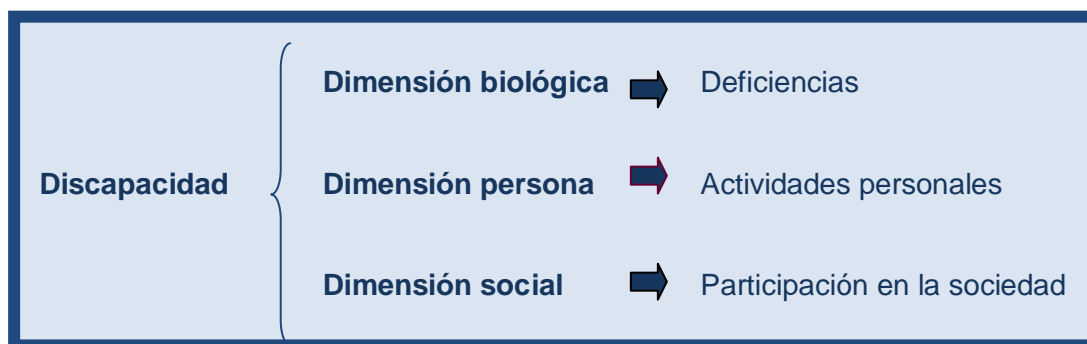 Dimensión biológica Deficiencias
Discapacidad Dimensión persona Actividades personales
Dimensión social Participación en la sociedad